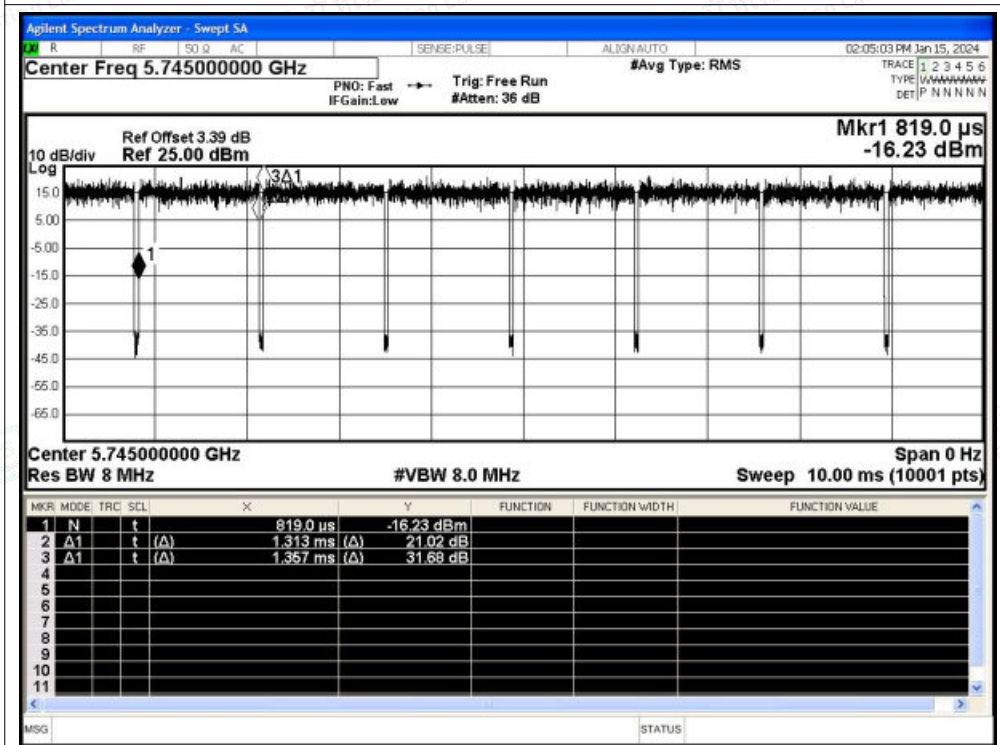 Agilent Spectrum Analyzer - Swept SA
R RF 50 Ω AC SENSE:PULSE ALIGN AUTO 02:05:03 PM Jan 15, 2024
Center Freq 5.745000000 GHz #Avg Type: RMS TRACE 1 2 3 4 5 6
PNO: Fast Trig: Free Run TYPE
IFGain:Low #Atten: 36 dB DET P N N N N N
Mkr1 819.0 µs
Ref Offset 3.39 dB
10 dB/div Ref 25.00 dBm -16.23 dBm
Log
3Δ1
15.0
5.00
-5.00
1
-15.0
-25.0
-35.0
-45.0
-55.0
-65.0
Center 5.745000000 GHz Span 0 Hz
Res BW 8 MHz #VBW 8.0 MHz Sweep 10.00 ms (10001 pts)
MKR MODE TRC SCL X Y FUNCTION FUNCTION WIDTH FUNCTION VALUE
1 N t 819.0 µs -16.23 dBm
2 Δ1 t (Δ) 1.313 ms (Δ) 21.02 dB
3 Δ1 t (Δ) 1.357 ms (Δ) 31.68 dB
4
5
6
7
8
9
10
11
MSG STATUS